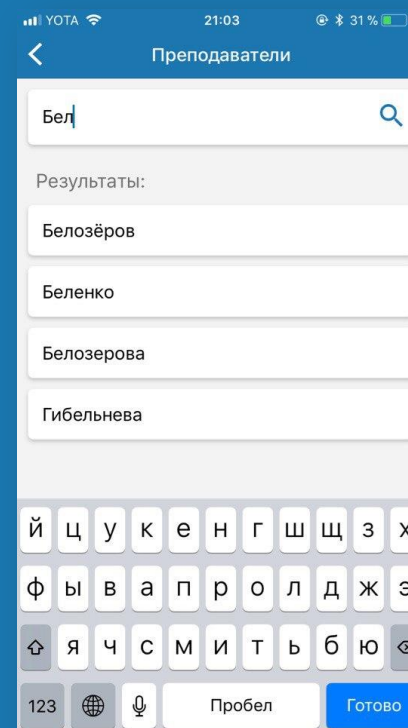 YOTA 21:03 31 %
Преподаватели
Бел
Результаты:
Белозёров
Беленко
Белозерова
Гибельнева
й ц у к е н г ш щ з х
ф ы в а п р о л д ж э
я ч с м и т ь б ю
123 Пробел Готово